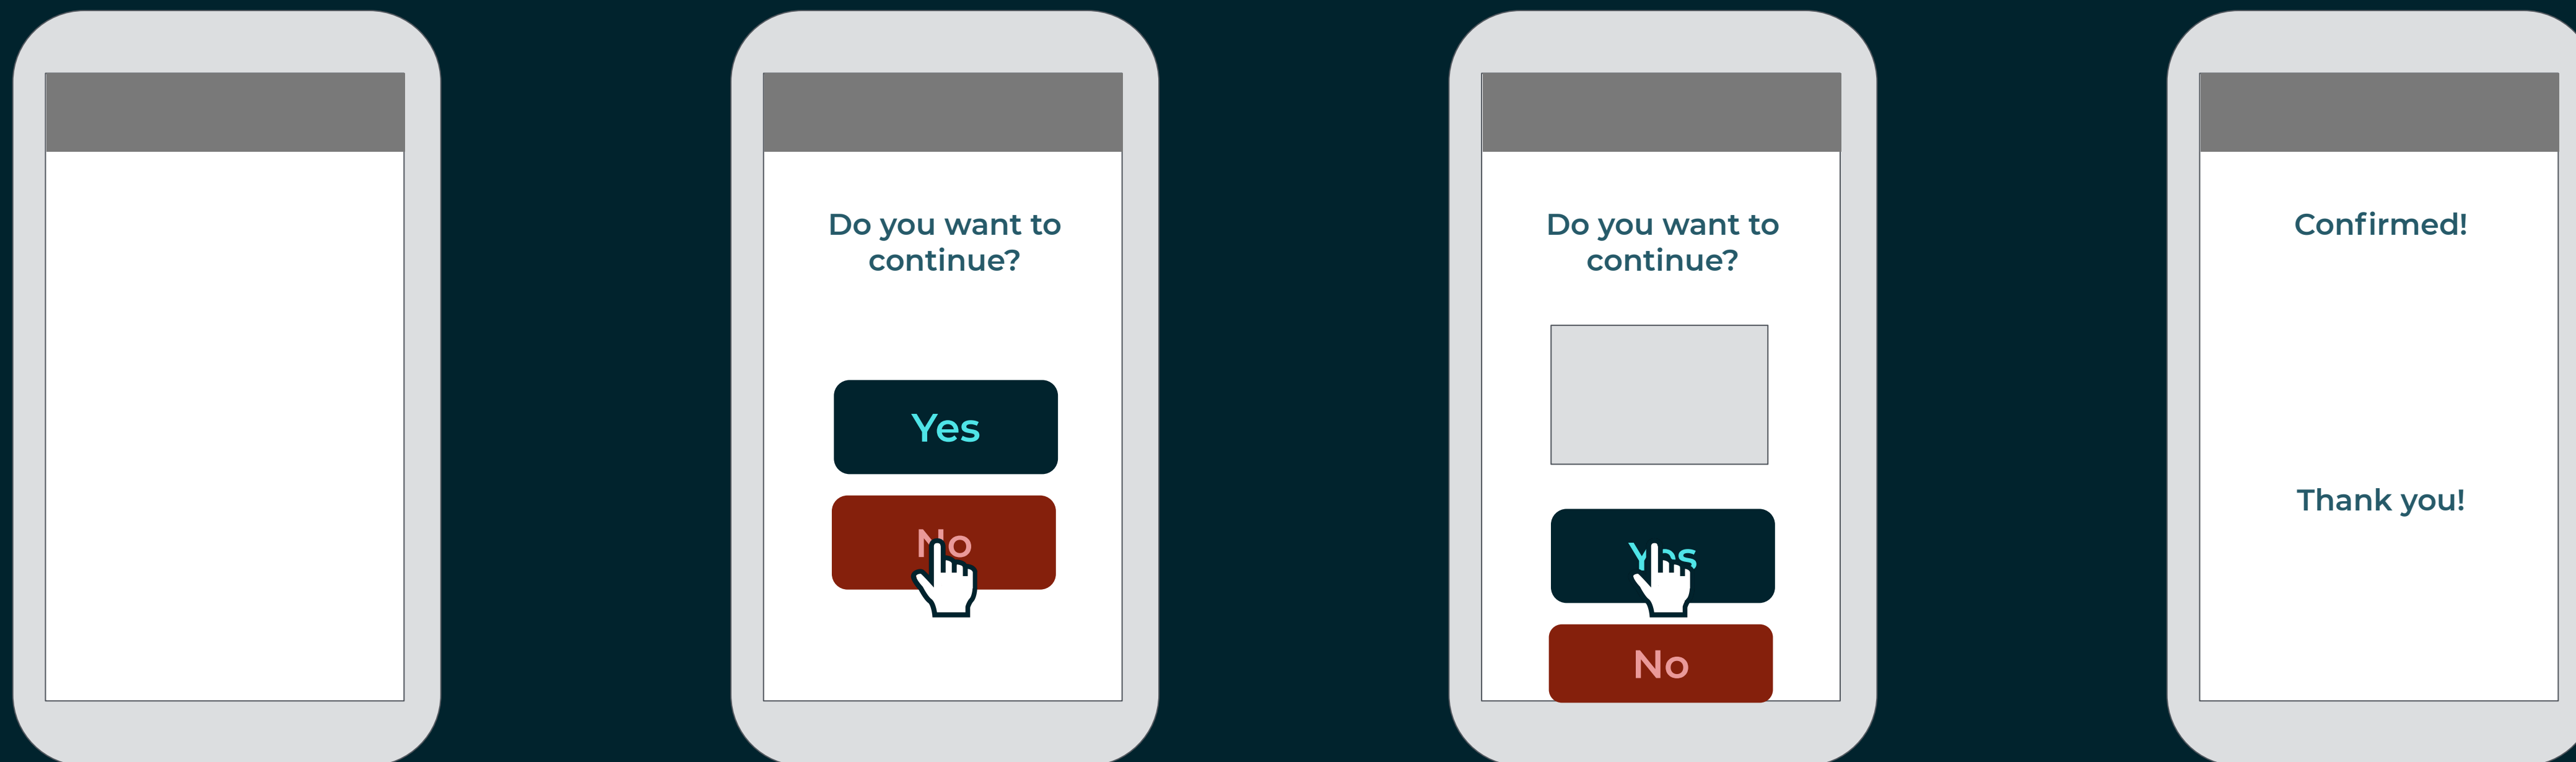 Do you want to
continue?
Yes
No
Do you want to
continue?
Yes
No
Confirmed!
Thank you!